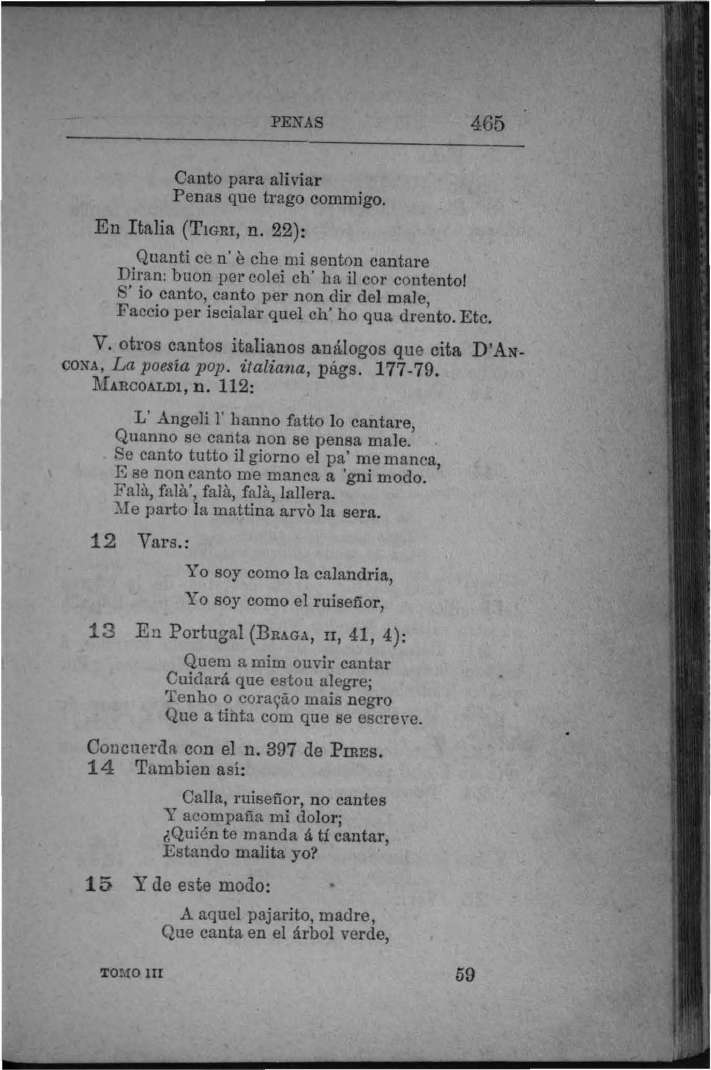 PENAS 465
Canto para aliviar
Penas que trago commigo.
En Italia (TIGRI, n. 22):
Quanti ce n' è che mi senton cantare
Diran: buon per colei ch' ha il cor contento!
S' io canto, canto per non dir del male,
Faccio per iscialar quel ch' ho qua drento. Etc.
V. otros cantos italianos análogos que cita D'AN-
CONA, La poesía pop. italiana, págs. 177-79.
MARCOALDI, n. 112:
L' Angeli l' hanno fatto lo cantare,
Quanno se canta non se pensa male.
Se canto tutto il giorno el pa' me manca,
E se non canto me manca a 'gni modo.
Falà, falà', falà, falà, lallera.
Me parto la mattina arvò la sera.
12 Vars.:
Yo soy como la calandria,
Yo soy como el ruiseñor,
13 En Portugal (BRAGA, II, 41, 4):
Quem a mim ouvir cantar
Cuidará que estou alegre;
Tenho o coração mais negro
Que a tinta com que se escreve.
Concuerda con el n. 397 de PIRES.
14 Tambien así:
Calla, ruiseñor, no cantes
Y acompaña mi dolor;
¿Quién te manda á tí cantar,
Estando malita yo?
15 Y de este modo:
A aquel pajarito, madre,
Que canta en el árbol verde,
TOMO III 59